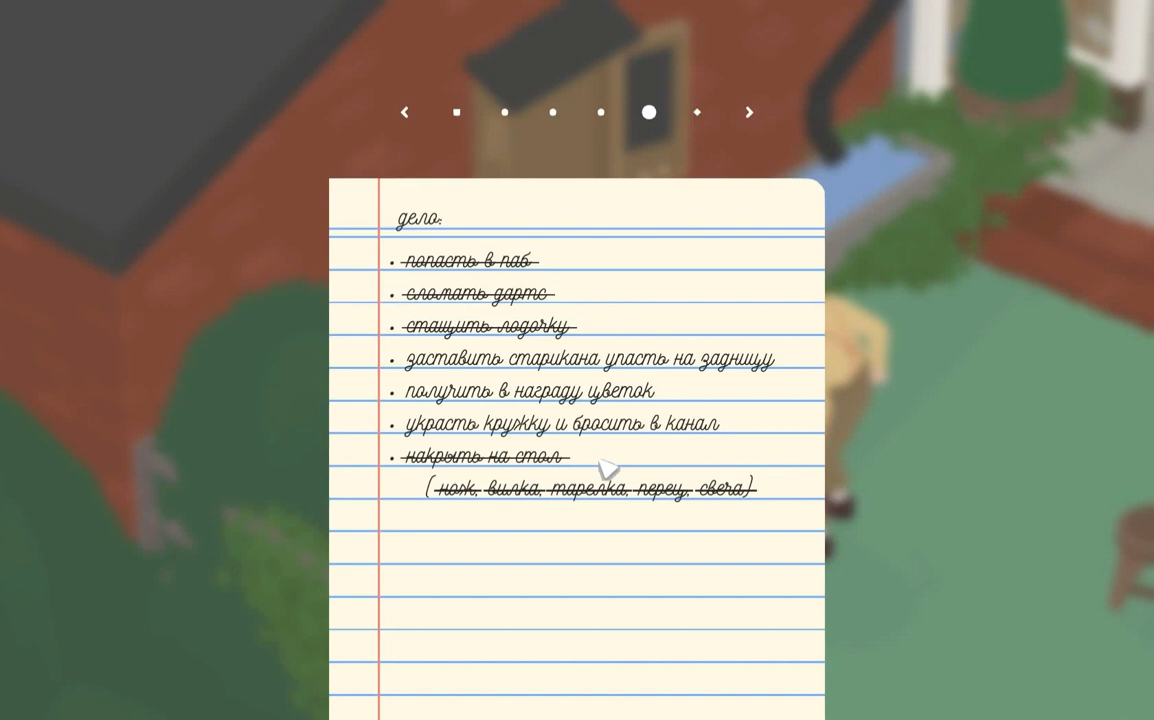 дело:
• попасть в паб
• сломать дартс
• стащить лодочку
• заставить старикана упасть на задницу
• получить в награду цветок
• украсть кружку и бросить в канал
• накрыть на стол
(нож, вилка, тарелка, перец, свеча)